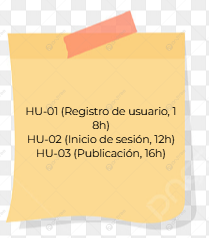 HU-01 (Registro de usuario, 1
8h)
HU-02 (Inicio de sesión, 12h)
HU-03 (Publicación, 16h)